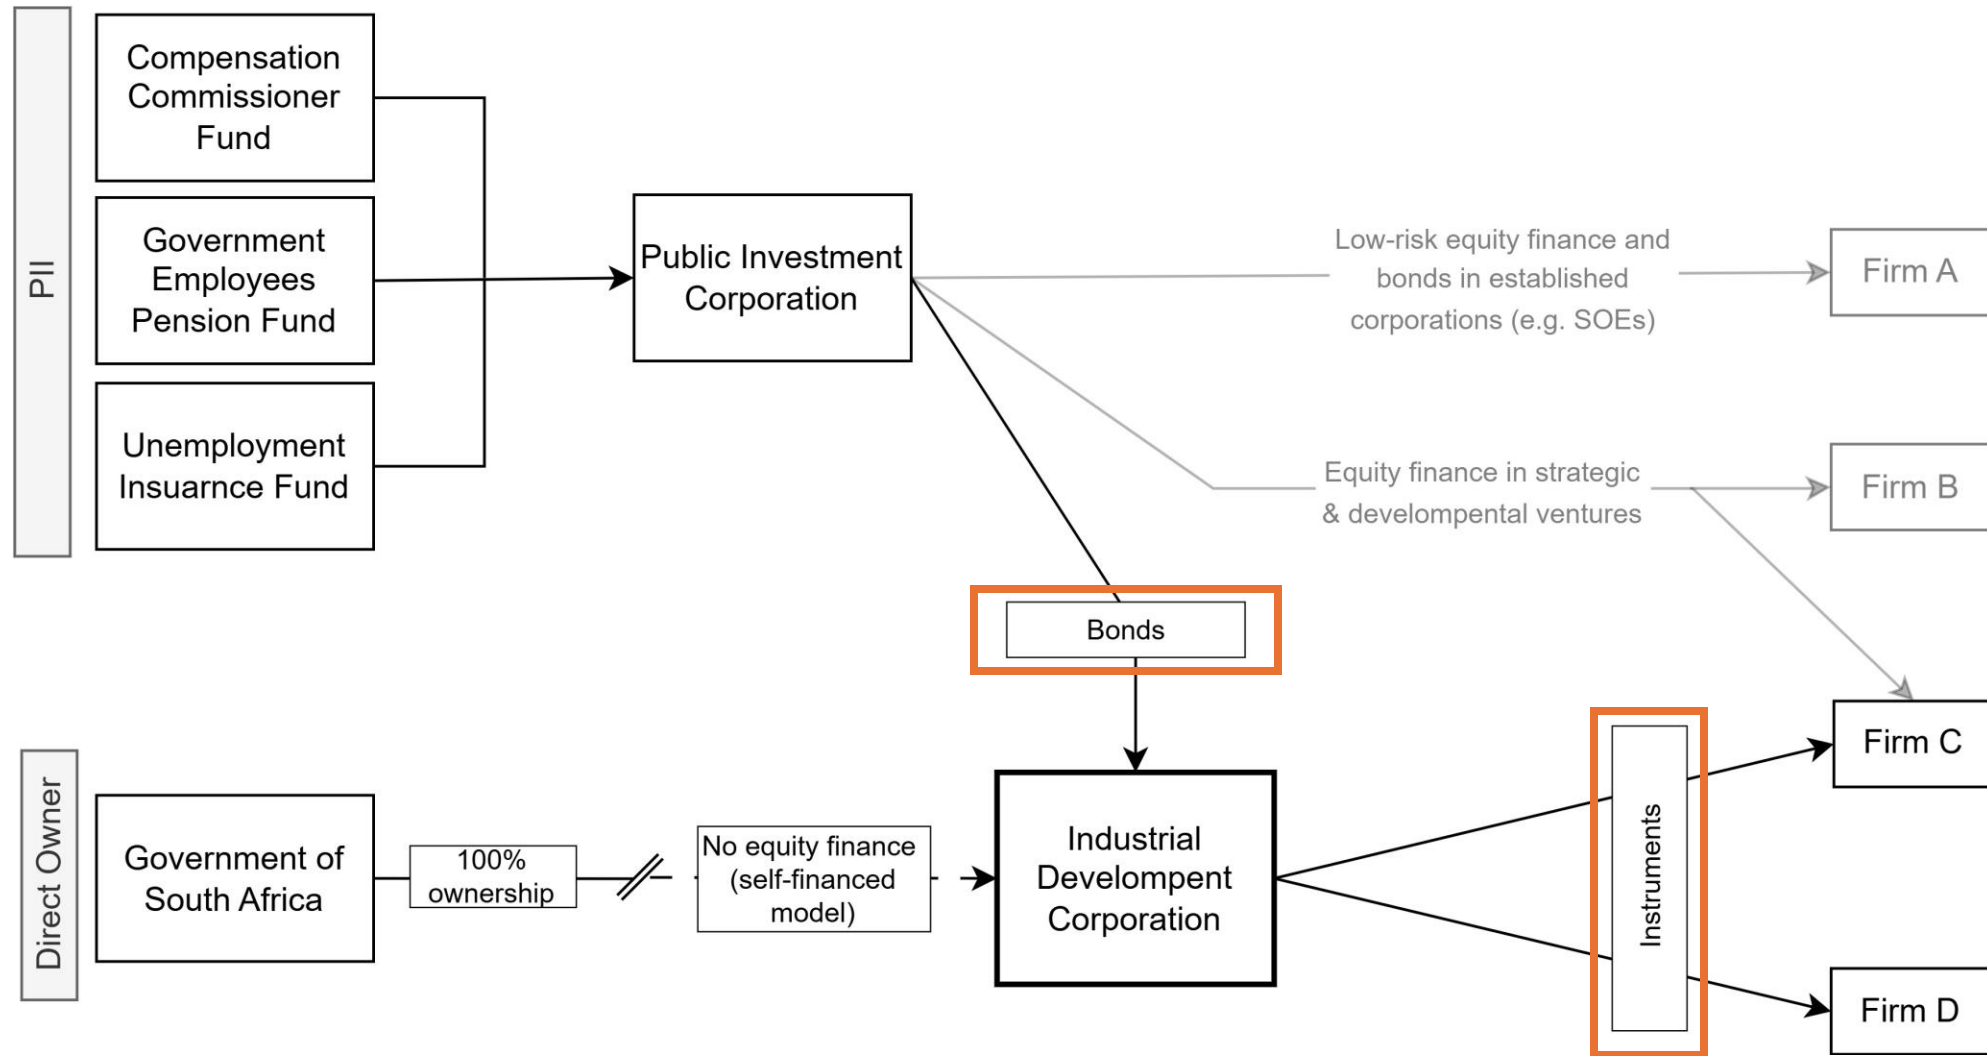 PII
Compensation
Commissioner
Fund
Government
Employees
Pension Fund
Unemployment
Insuarnce Fund
Public Investment
Corporation
Low-risk equity finance and
bonds in established
corporations (e.g. SOEs)
Firm A
Equity finance in strategic
& develompental ventures
Firm B
Bonds
Direct Owner
Government of
South Africa
100%
ownership
No equity finance
(self-financed
model)
Industrial
Develompent
Corporation
Instruments
Firm C
Firm D